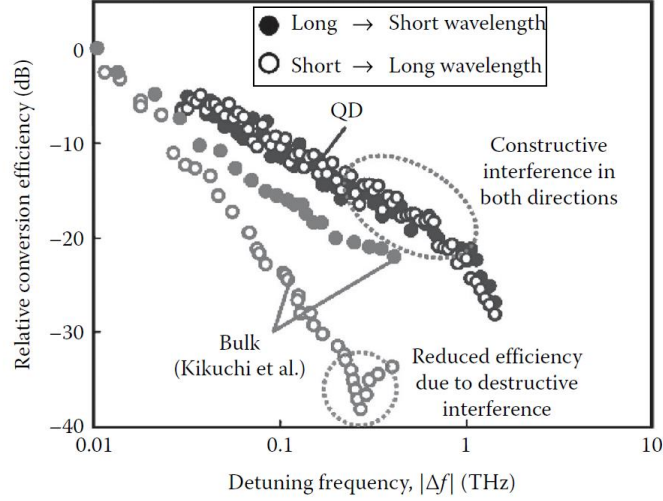 Long → Short wavelength
Short → Long wavelength
0
−10
−20
−30
−40
Relative conversion efficiency (dB)
QD
Constructive
interference in
both directions
Bulk
(Kikuchi et al.)
Reduced efficiency
due to destructive
interference
0.01
0.1
1
10
Detuning frequency, |Δf| (THz)